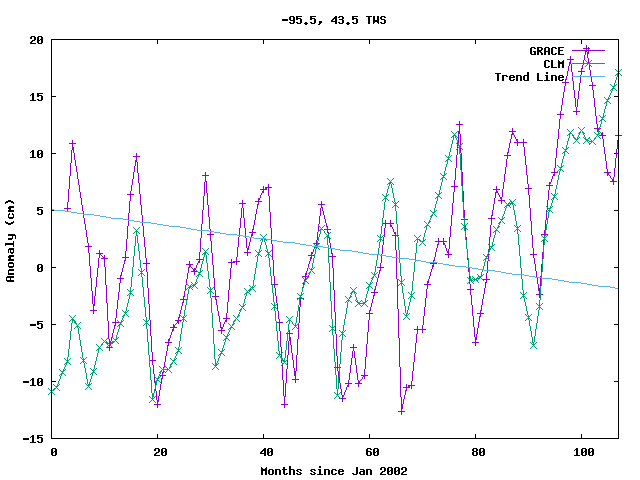 -95.5, 43.5 TWS
20
15
10
5
0
-5
-10
-15
Anomaly (cm)
GRACE
CLM
Trend Line
0 20 40 60 80 100
Months since Jan 2002